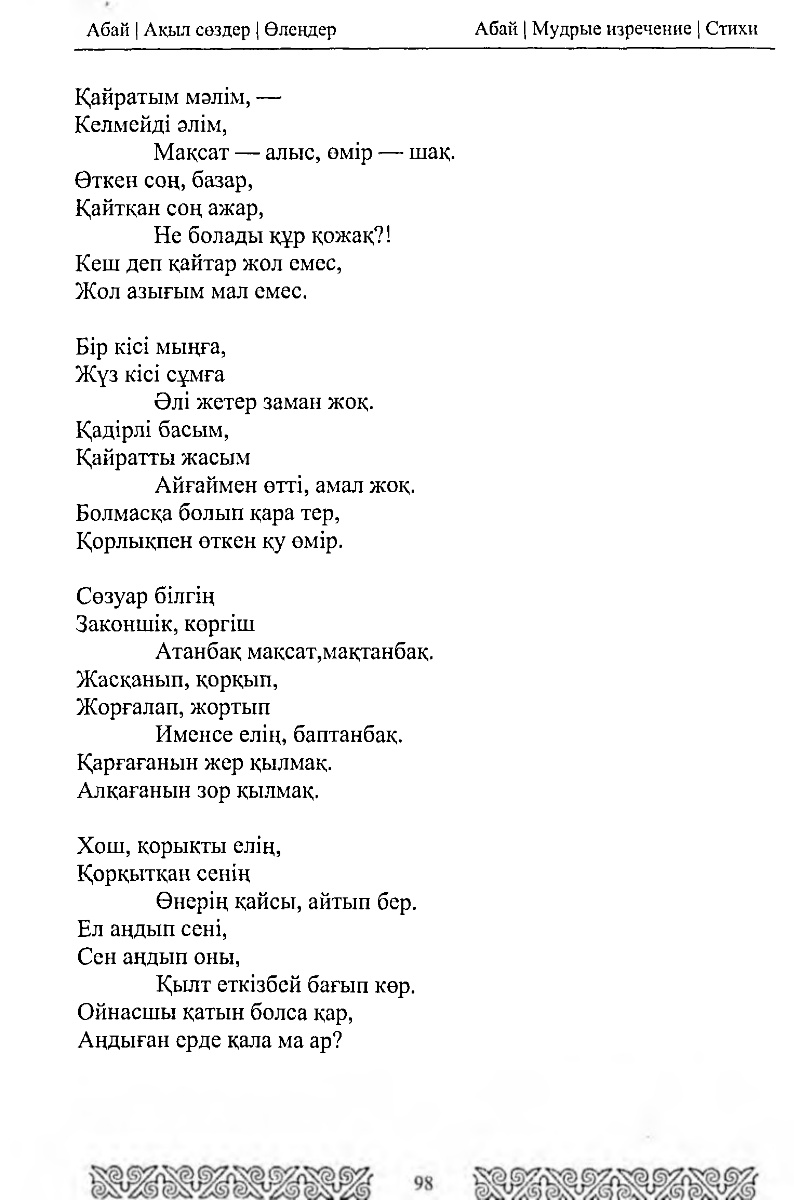 Абай | Ақыл сөздер | Өлеңдер Абай | Мудрые изречение | Стихи
Қайратым мәлім, —
Келмейді әлім,
Мақсат — алыс, өмір — шақ.
Өткен соң, базар,
Қайтқан соң ажар,
Не болады құр қожақ?!
Кеш деп қайтар жол емес,
Жол азығым мал емес.
Бір кісі мыңға,
Жүз кісі сұмға
Әлі жетер заман жоқ.
Қадірлі басым,
Қайратты жасым
Айғаймен өтті, амал жоқ.
Болмасқа болып қара тер,
Қорлықпен өткен қу өмір.
Сөзуар білгің
Законшік, көргіш
Атанбақ мақсат,мақтанбақ.
Жасқанып, қорқып,
Жорғалап, жортып
Именсе елің, баптанбақ.
Қарғағанын жер қылмақ.
Алқағанын зор қылмақ.
Хош, қорықты елің,
Қорқытқан сенің
Өнерің қайсы, айтып бер.
Ел аңдып сені,
Сен аңдып оны,
Қылт еткізбей бағып көр.
Ойнасшы қатын болса қар,
Аңдыған ерде қала ма ар?
98